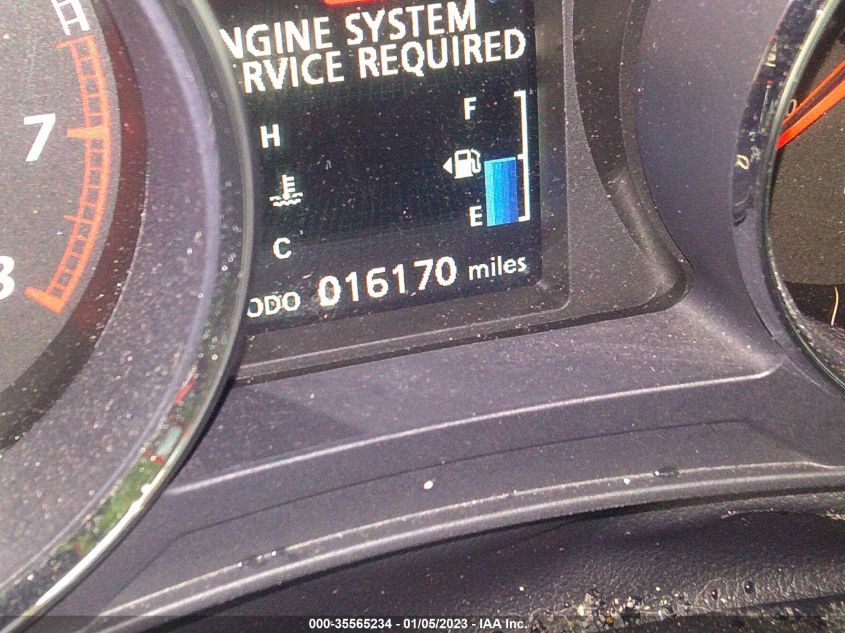 NGINE SYSTEM
RVICE REQUIRED
H
F
7
E
C
ODO 016170 miles
000-35565234 - 01/05/2023 - IAA Inc.